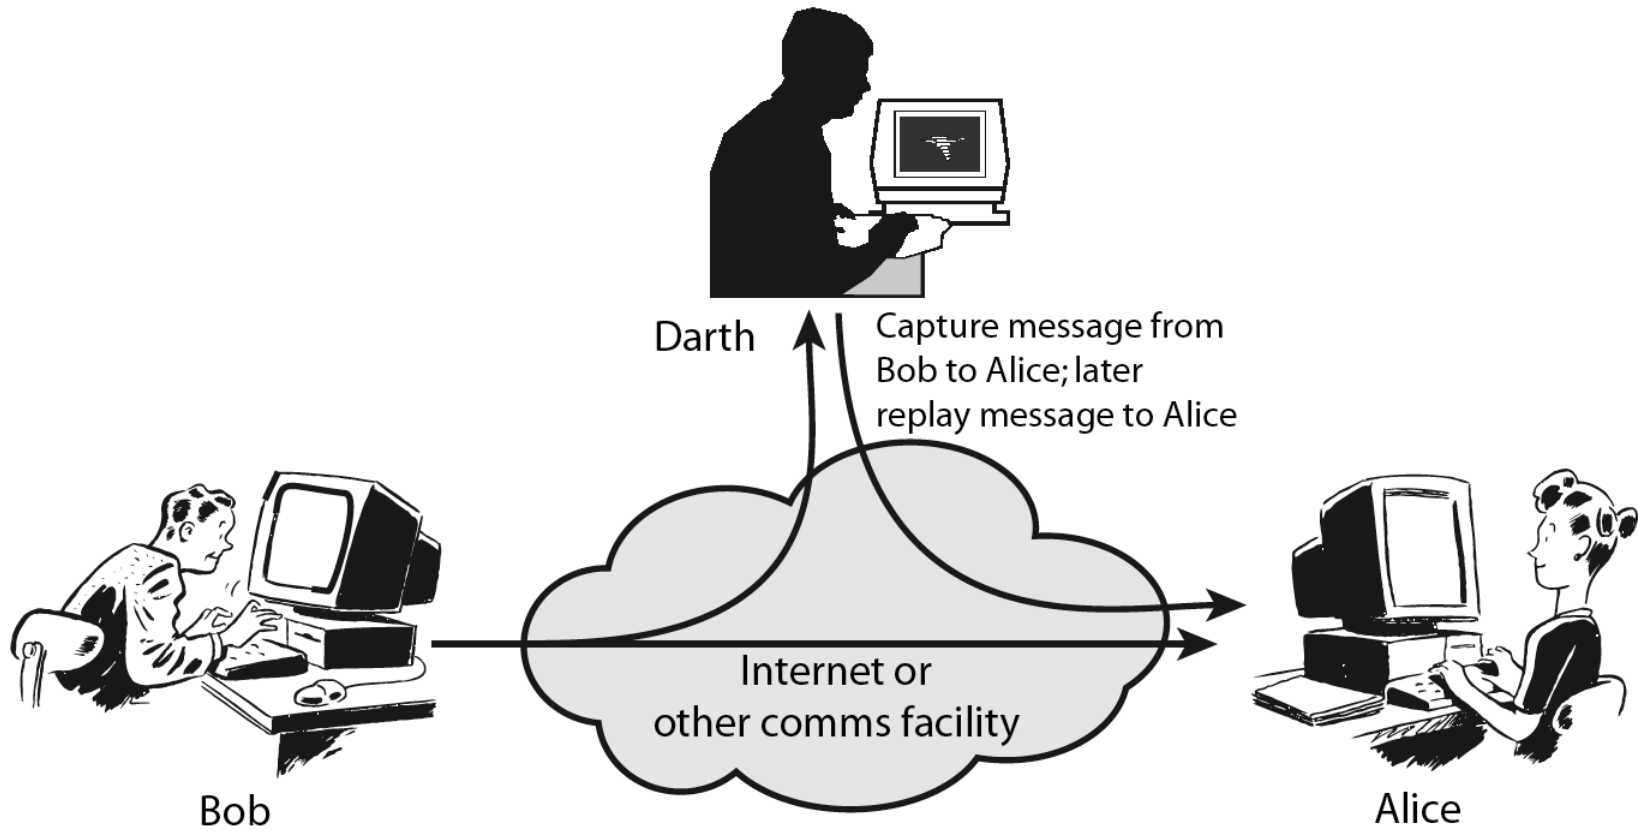 Darth
Capture message from
Bob to Alice; later
replay message to Alice
Internet or
other comms facility
Bob
Alice